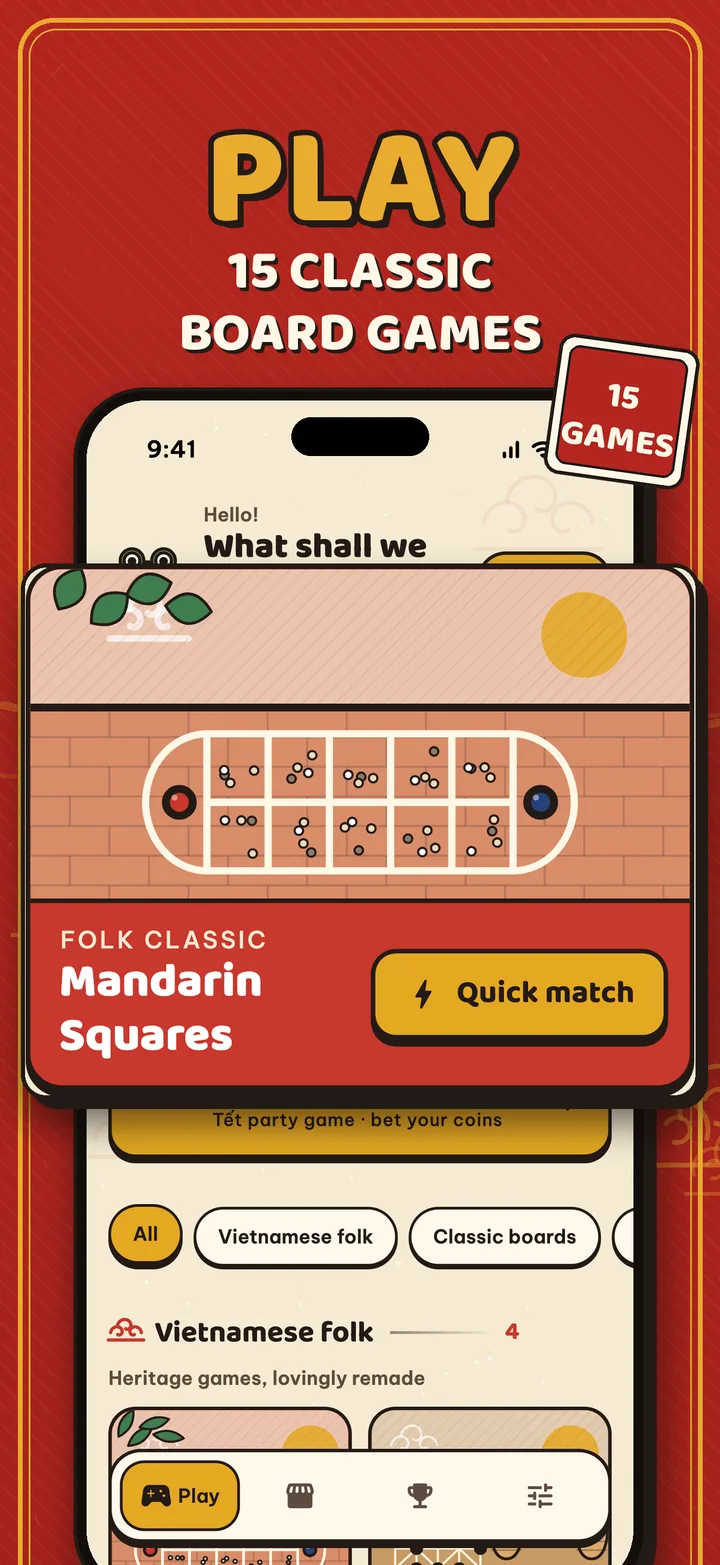 PLAY
15 CLASSIC
BOARD GAMES
15
GAMES
9:41
Hello!
What shall we
FOLK CLASSIC
Mandarin
Squares
Quick match
Tết party game · bet your coins
All
Vietnamese folk
Classic boards
Vietnamese folk
4
Heritage games, lovingly remade
Play